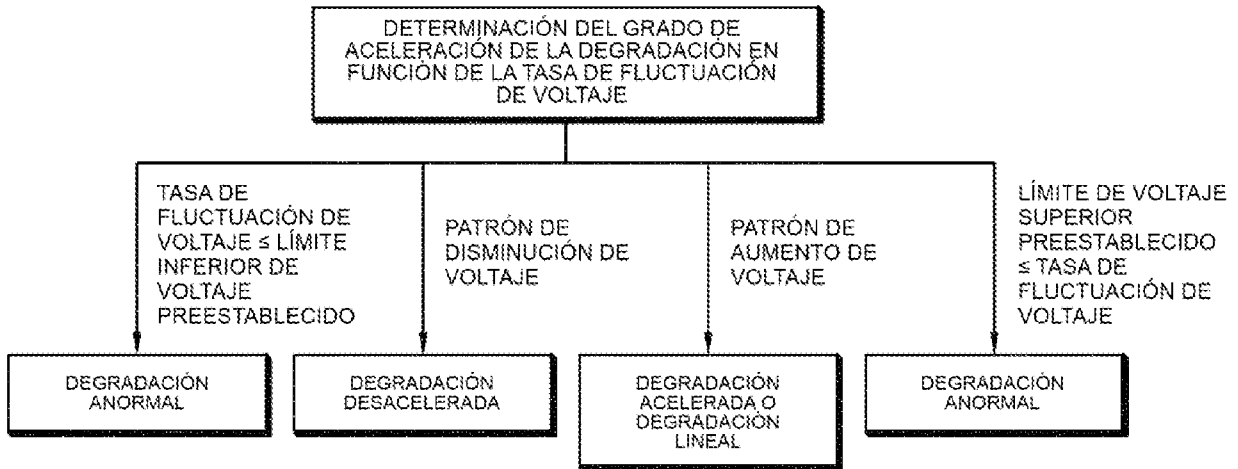 DETERMINACIÓN DEL GRADO DE
ACELERACIÓN DE LA DEGRADACIÓN EN
FUNCIÓN DE LA TASA DE FLUCTUACIÓN
DE VOLTAJE
TASA DE
FLUCTUACIÓN DE
VOLTAJE ≤ LÍMITE
INFERIOR DE
VOLTAJE
PREESTABLECIDO
PATRÓN DE
DISMINUCIÓN DE
VOLTAJE
PATRÓN DE
AUMENTO DE
VOLTAJE
LÍMITE DE VOLTAJE
SUPERIOR
PREESTABLECIDO
≤ TASA DE
FLUCTUACIÓN DE
VOLTAJE
DEGRADACIÓN
ANORMAL
DEGRADACIÓN
DESACELERADA
DEGRADACIÓN
ACELERADA O
DEGRADACIÓN
LINEAL
DEGRADACIÓN
ANORMAL